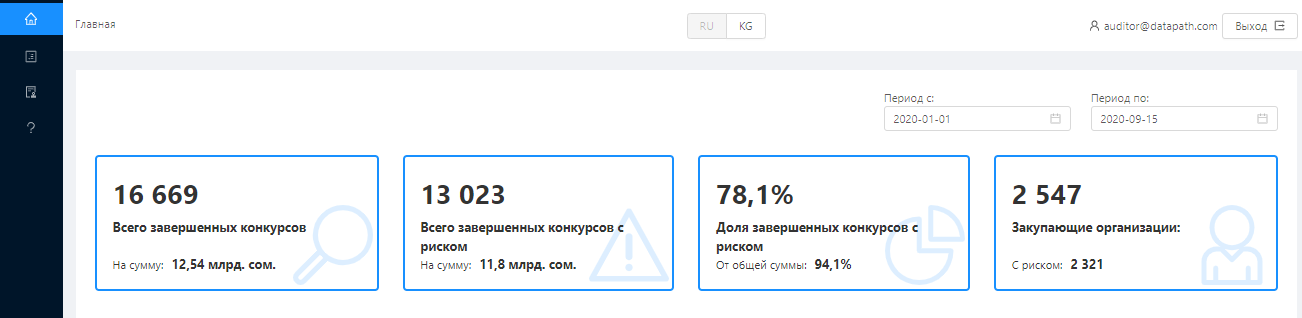 Главная
RU
KG
auditor@datapath.com
Выход
?
Период с:
Период по:
2020-01-01
2020-09-15
16 669
Всего завершенных конкурсов
На сумму: 12,54 млрд. сом.
13 023
Всего завершенных конкурсов с
риском
На сумму: 11,8 млрд. сом.
78,1%
Доля завершенных конкурсов с
риском
От общей суммы: 94,1%
2 547
Закупающие организации:
С риском: 2 321